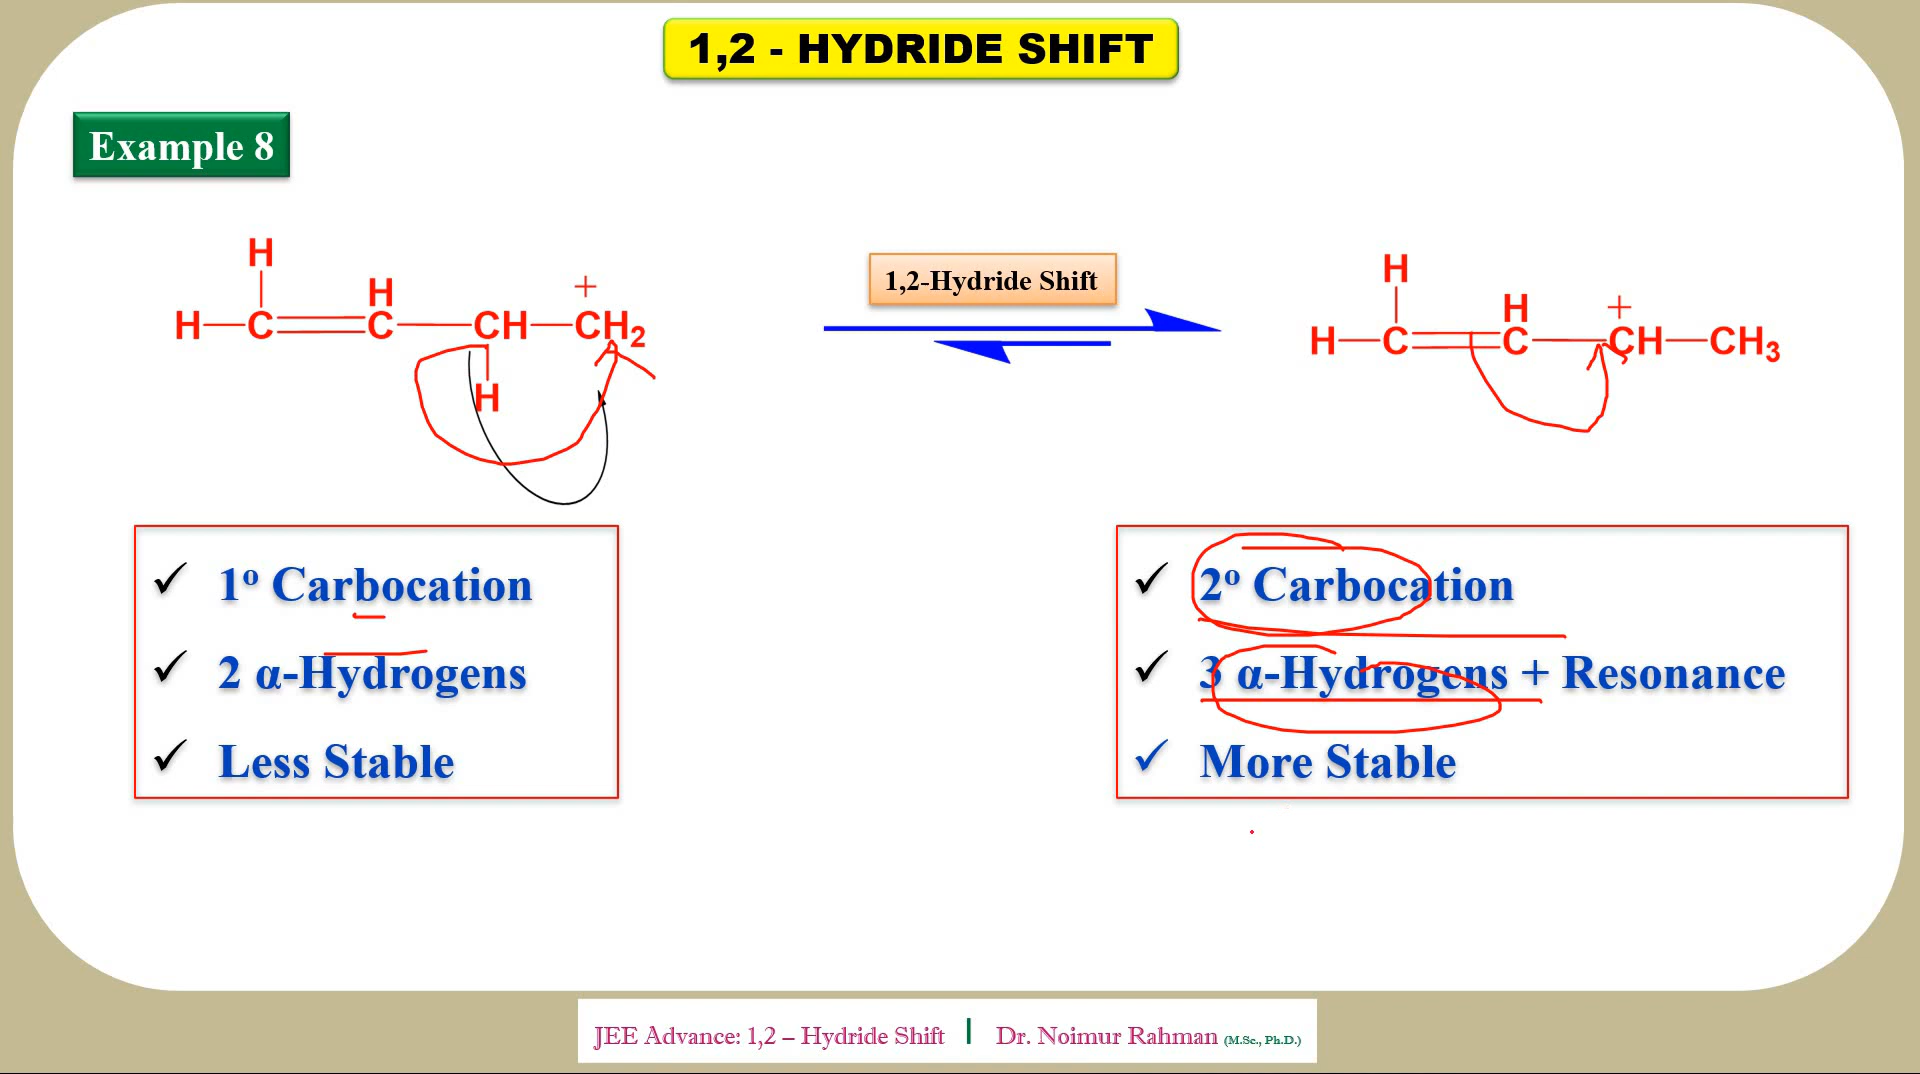 1,2 - HYDRIDE SHIFT
Example 8
H
H
+
H C C CH CH2
H
1,2-Hydride Shift
H
H
+
H C C CH CH3
✓ 1º Carbocation
✓ 2 α-Hydrogens
✓ Less Stable
✓ 2º Carbocation
✓ 3 α-Hydrogens + Resonance
✓ More Stable
JEE Advance: 1,2 – Hydride Shift | Dr. Noimur Rahman (M.Sc., Ph.D.)